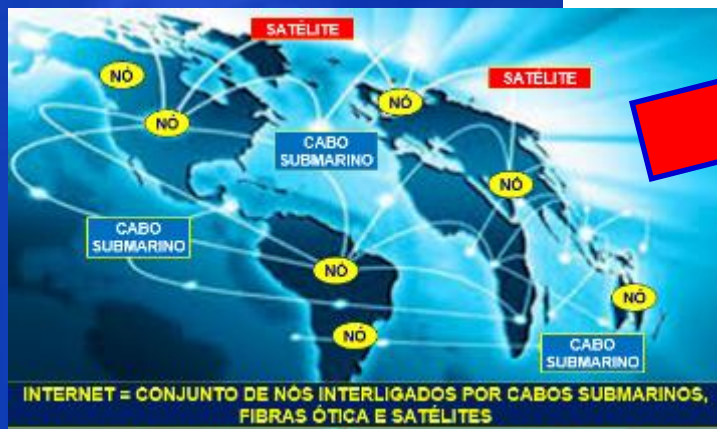 SATÉLITE
NÓ
NÓ
NÓ
SATÉLITE
CABO
SUBMARINO
NÓ
CABO
SUBMARINO
NÓ
NÓ
NÓ
CABO
SUBMARINO
INTERNET = CONJUNTO DE NÓS INTERLIGADOS POR CABOS SUBMARINOS,
FIBRAS ÓTICA E SATÉLITES